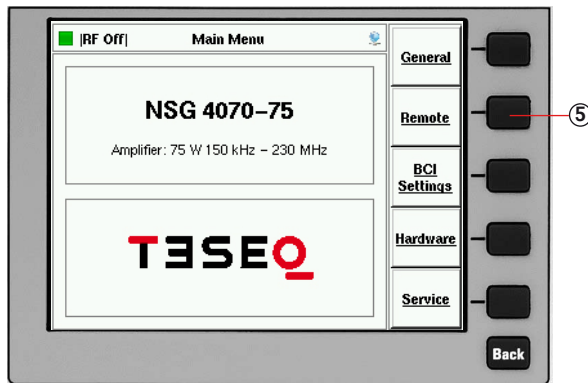 |RF Off|
Main Menu
NSG 4070-75
Amplifier: 75 W 150 kHz - 230 MHz
TESEQ
General
Remote
BCI
Settings
Hardware
Service
Back
5